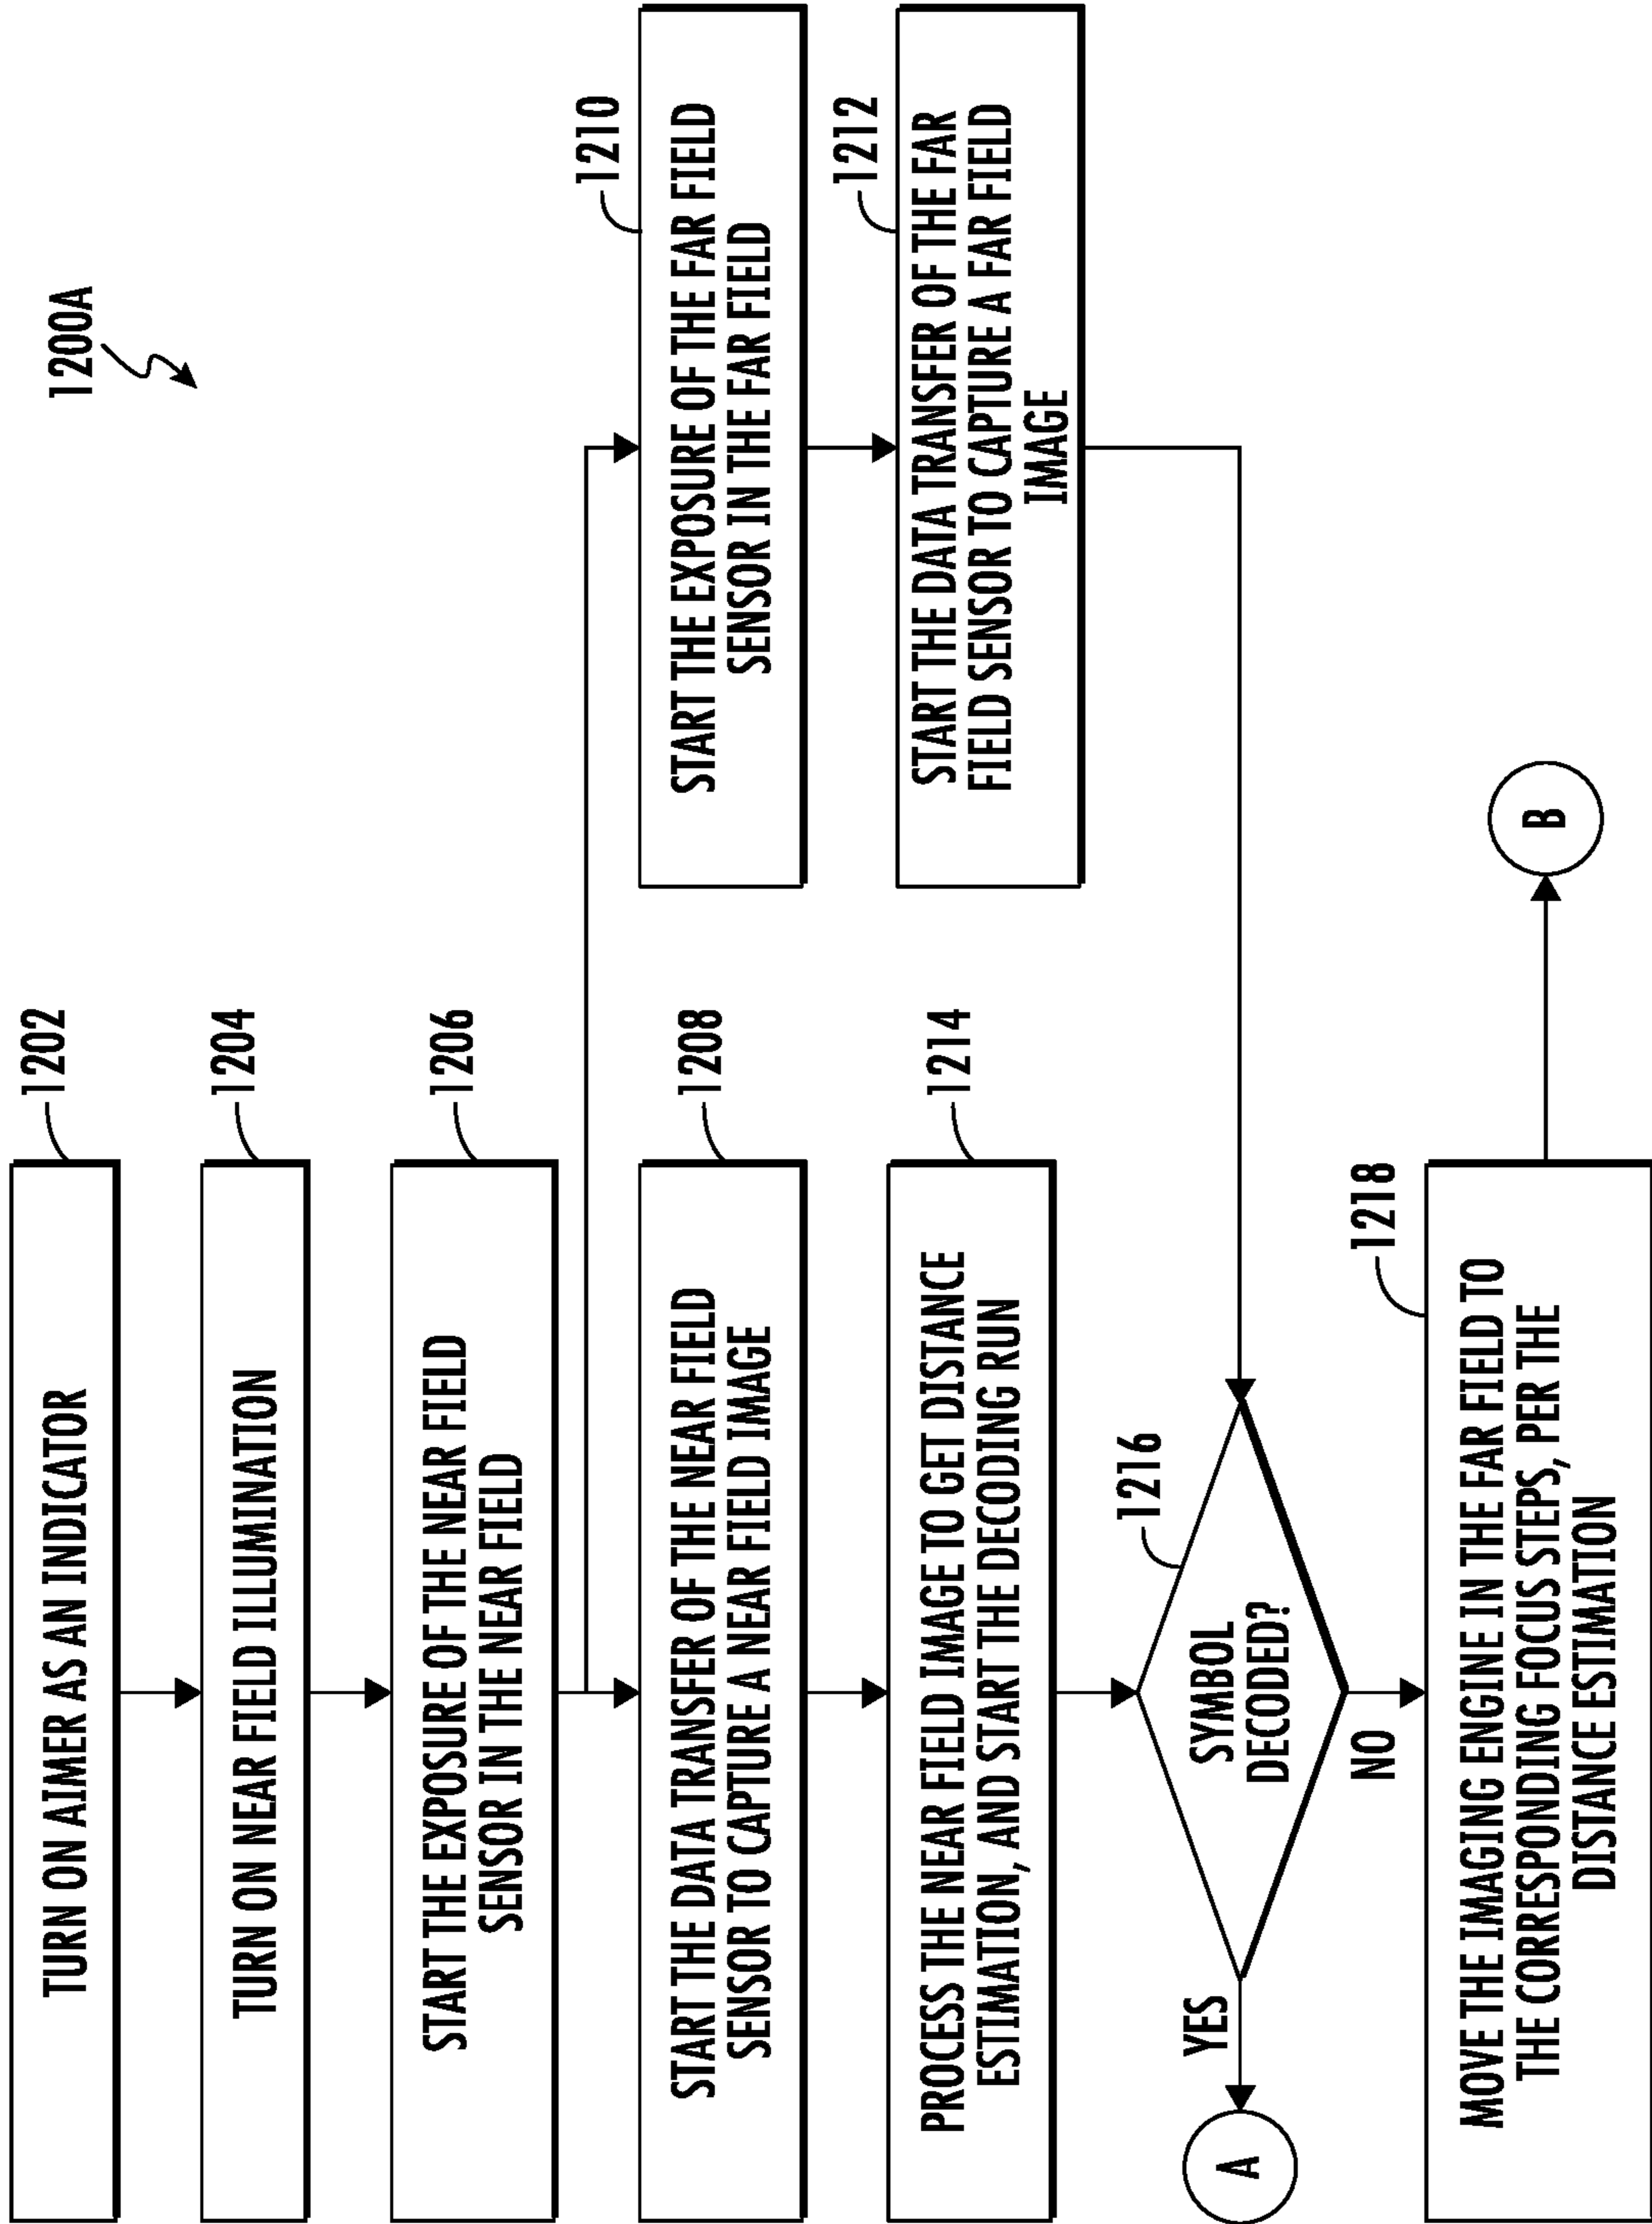 1200A
1202
TURN ON AIMER AS AN INDICATOR
1204
TURN ON NEAR FIELD ILLUMINATION
1206
START THE EXPOSURE OF THE NEAR FIELD
SENSOR IN THE NEAR FIELD
1208
START THE DATA TRANSFER OF THE NEAR FIELD
SENSOR TO CAPTURE A NEAR FIELD IMAGE
1210
START THE EXPOSURE OF THE FAR FIELD
SENSOR IN THE FAR FIELD
1212
START THE DATA TRANSFER OF THE FAR
FIELD SENSOR TO CAPTURE A FAR FIELD
IMAGE
1214
PROCESS THE NEAR FIELD IMAGE TO GET DISTANCE
ESTIMATION, AND START THE DECODING RUN
1216
SYMBOL
DECODED?
YES
A
NO
1218
MOVE THE IMAGING ENGINE IN THE FAR FIELD TO
THE CORRESPONDING FOCUS STEPS, PER THE
DISTANCE ESTIMATION
B